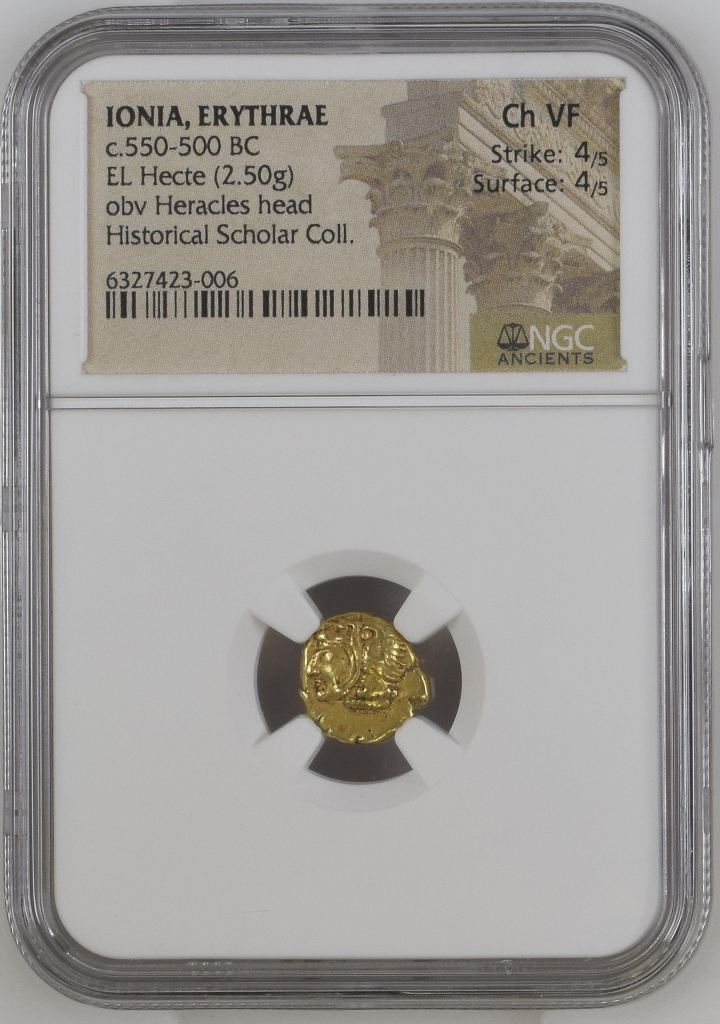 IONIA, ERYTHRAE
c.550-500 BC
EL Hecte (2.50g)
obv Heracles head
Historical Scholar Coll.
6327423-006
Ch VF
Strike: 4/5
Surface: 4/5
NGC
ANCIENTS